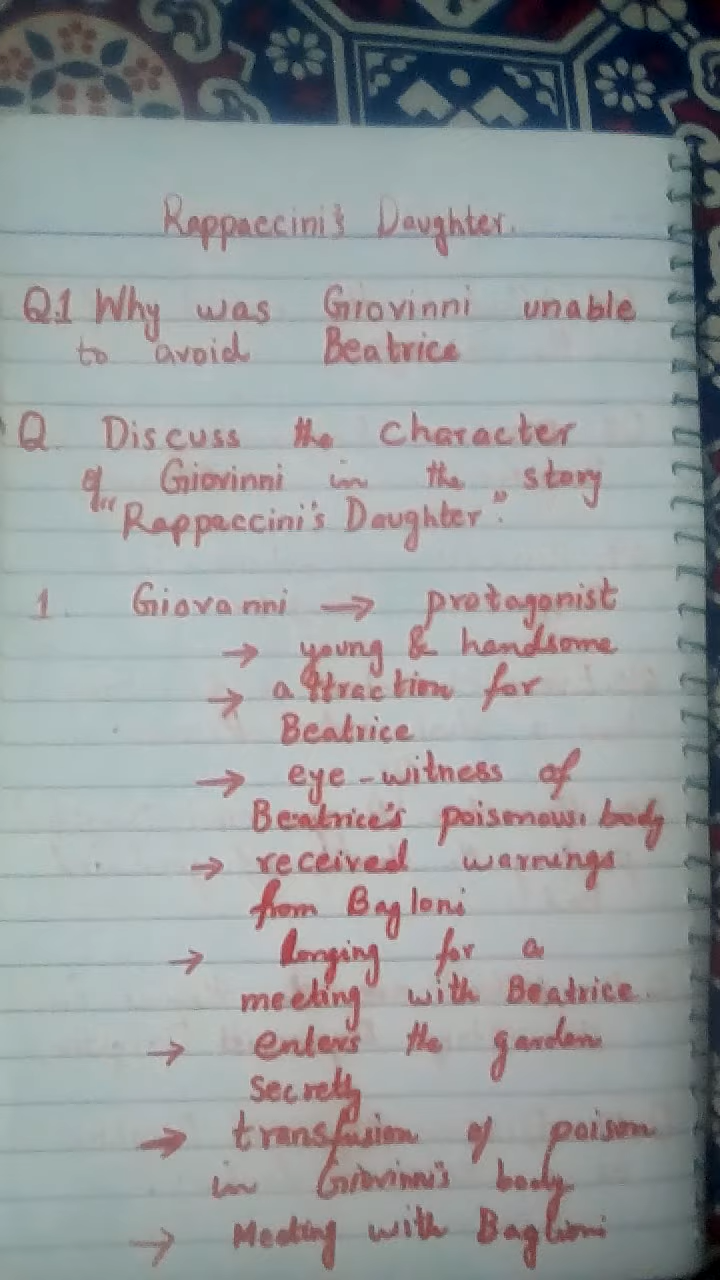 Rappaccini's Daughter.
Q.1 Why was Giovinni unable
to avoid Beatrice
Q Discuss the character
of Giovinni in the story
"Rappaccini's Daughter".
1 Giovanni → protagonist
→ young & handsome
→ attraction for
Beatrice
→ eye-witness of
Beatrice's poisonous body
→ received warnings
from Bagloni
→ longing for a
meeting with Beatrice.
→ enters the garden
secretly
→ transfusion of poison
in Giovinni's body
→ Meeting with Baglioni